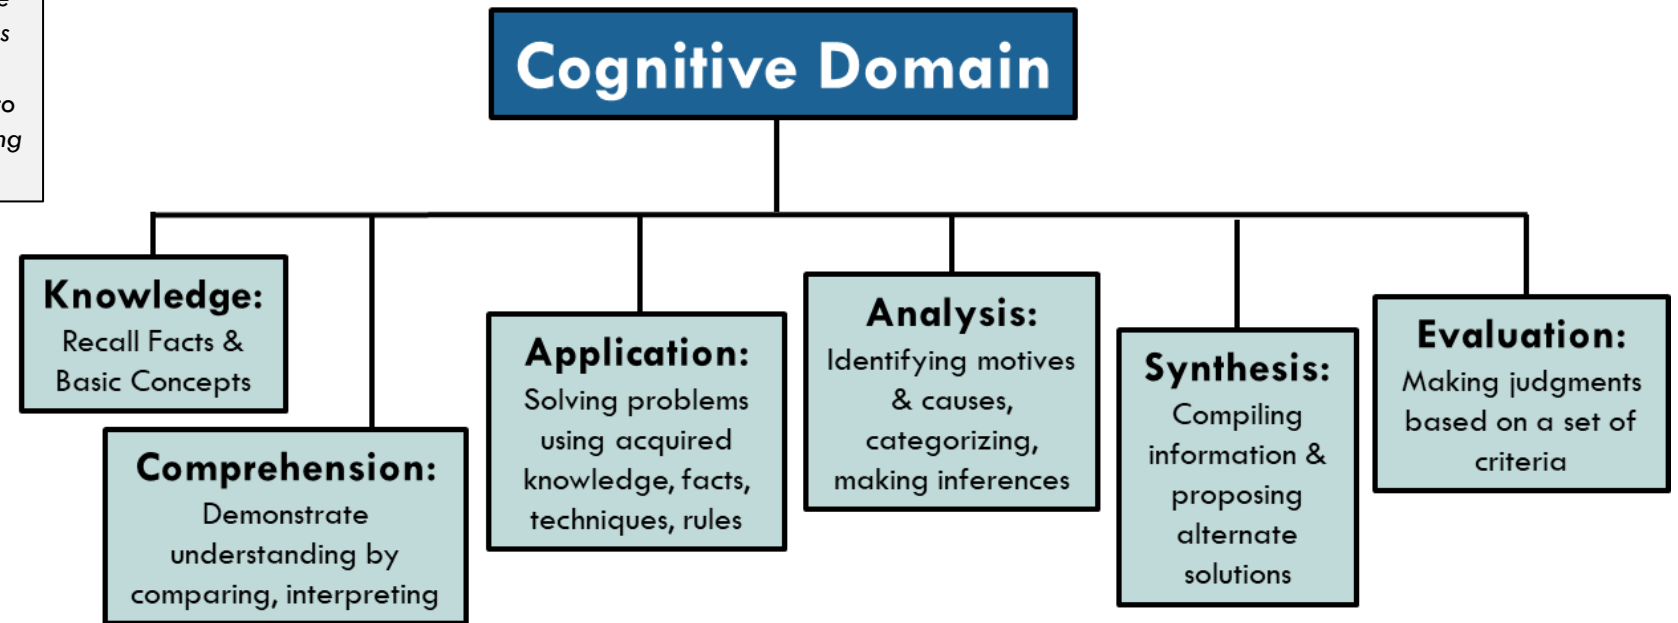 s
to
ng
Cognitive Domain
Knowledge:
Recall Facts &
Basic Concepts
Comprehension:
Demonstrate
understanding by
comparing, interpreting
Application:
Solving problems
using acquired
knowledge, facts,
techniques, rules
Analysis:
Identifying motives
& causes,
categorizing,
making inferences
Synthesis:
Compiling
information &
proposing
alternate
solutions
Evaluation:
Making judgments
based on a set of
criteria